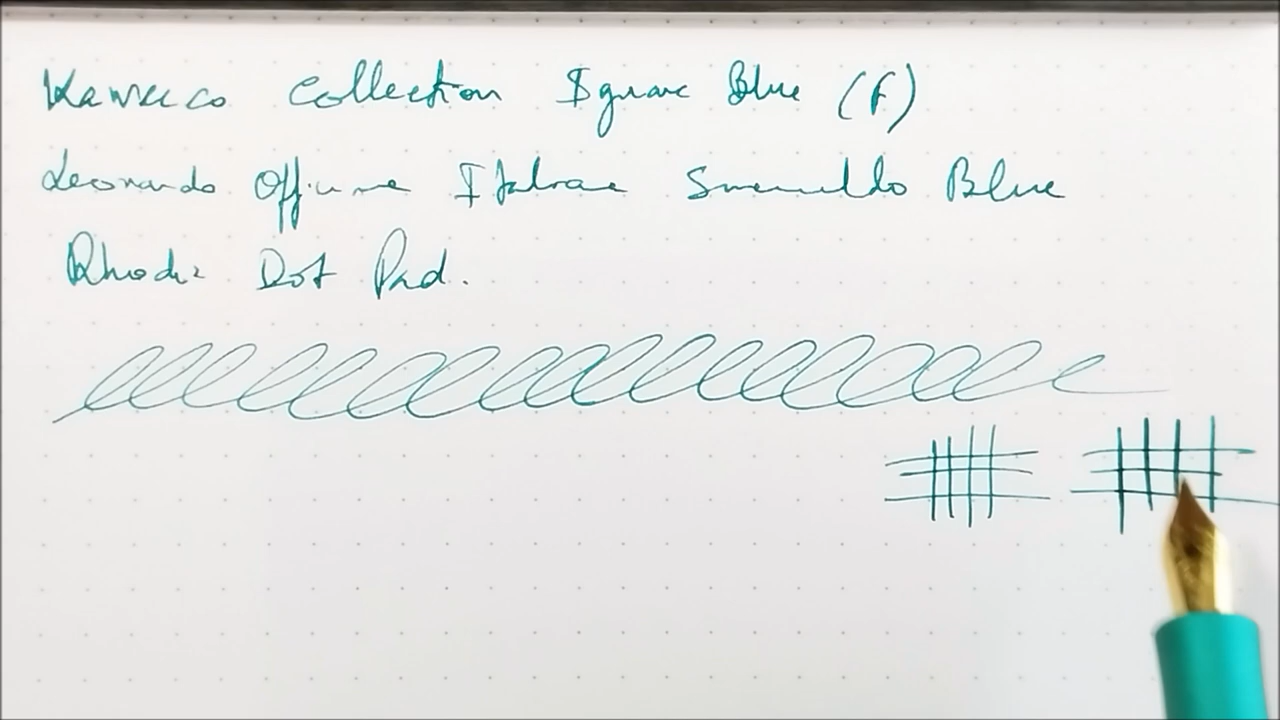 Kaweco Collection Iguana Blue (F)
Leonardo Officina Italiana Smeraldo Blue
Rhodia Dot Pad.